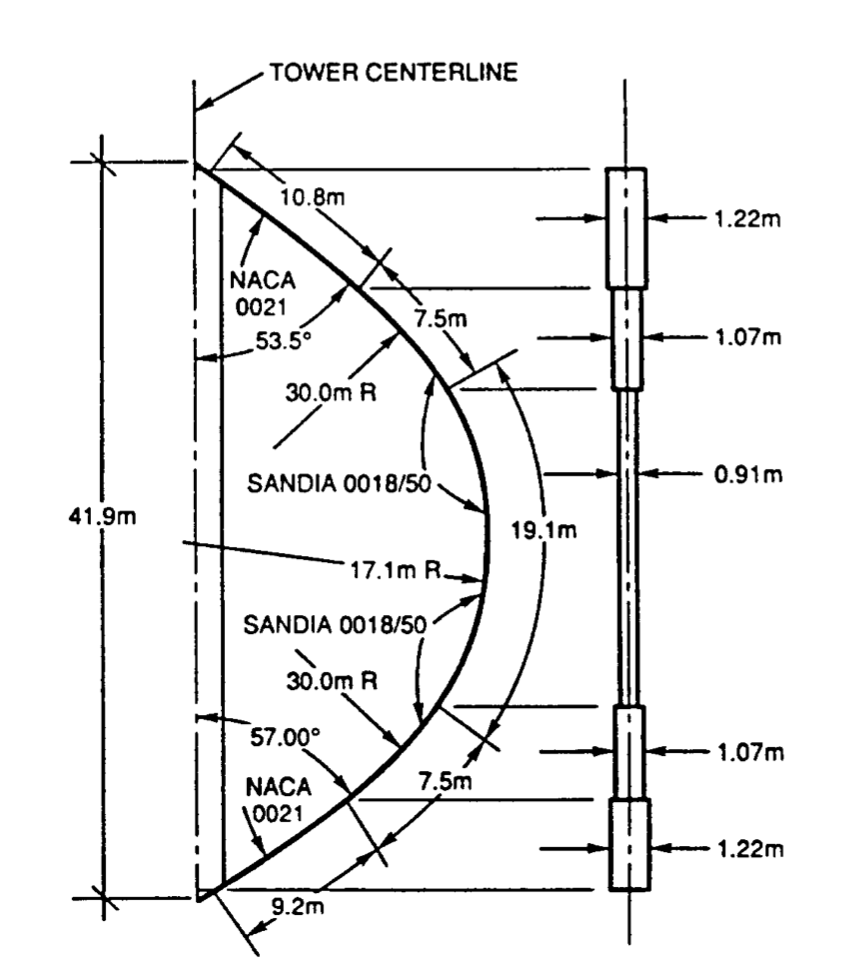 TOWER CENTERLINE
10.8m
1.22m
NACA
0021
53.5°
7.5m
1.07m
30.0m R
SANDIA 0018/50
0.91m
41.9m
19.1m
17.1m R
SANDIA 0018/50
30.0m R
57.00°
1.07m
NACA
0021
7.5m
1.22m
9.2m